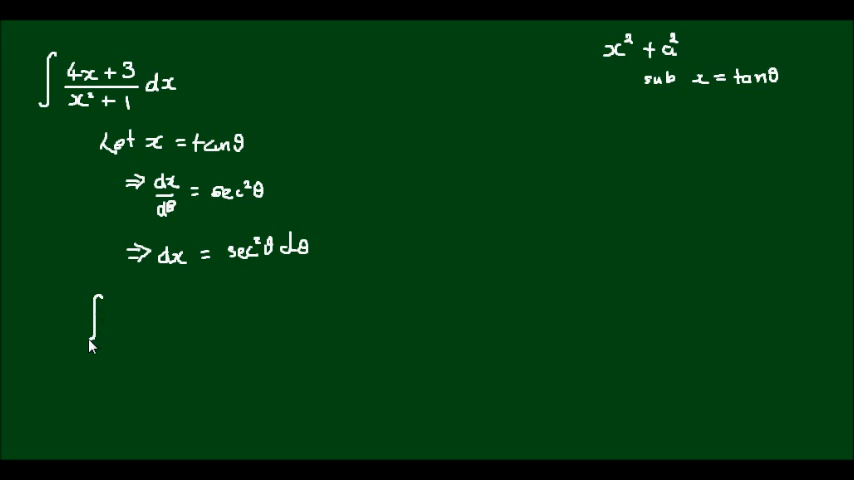 ∫ (4x + 3)/(x² + 1) dx
Let x = tanθ
⇒ dx/dθ = sec²θ
⇒ dx = sec²θ dθ
∫
x² + a²
sub x = tanθ